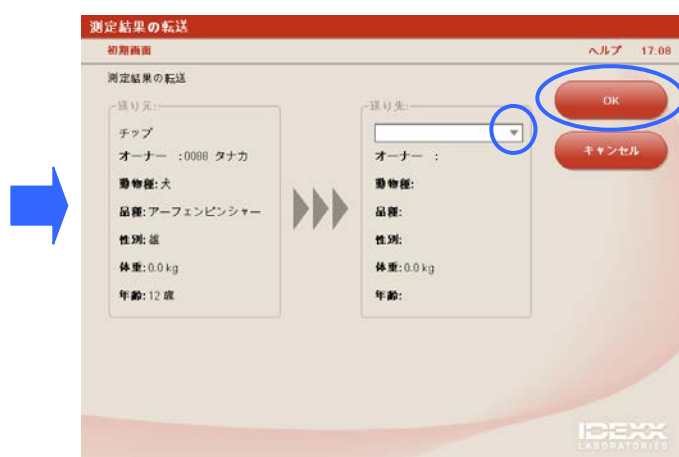 測定結果の転送
初期画面
ヘルプ 17:08
測定結果の転送
送り元:
チップ
オーナー :0088 タナカ
動物種:犬
品種:アーフェンピンシャー
性別:雄
体重:0.0 kg
年齢:12 歳
送り先:
オーナー :
動物種:
品種:
性別:
体重:0.0 kg
年齢:
OK
キャンセル
IDEXX
LABORATORIES